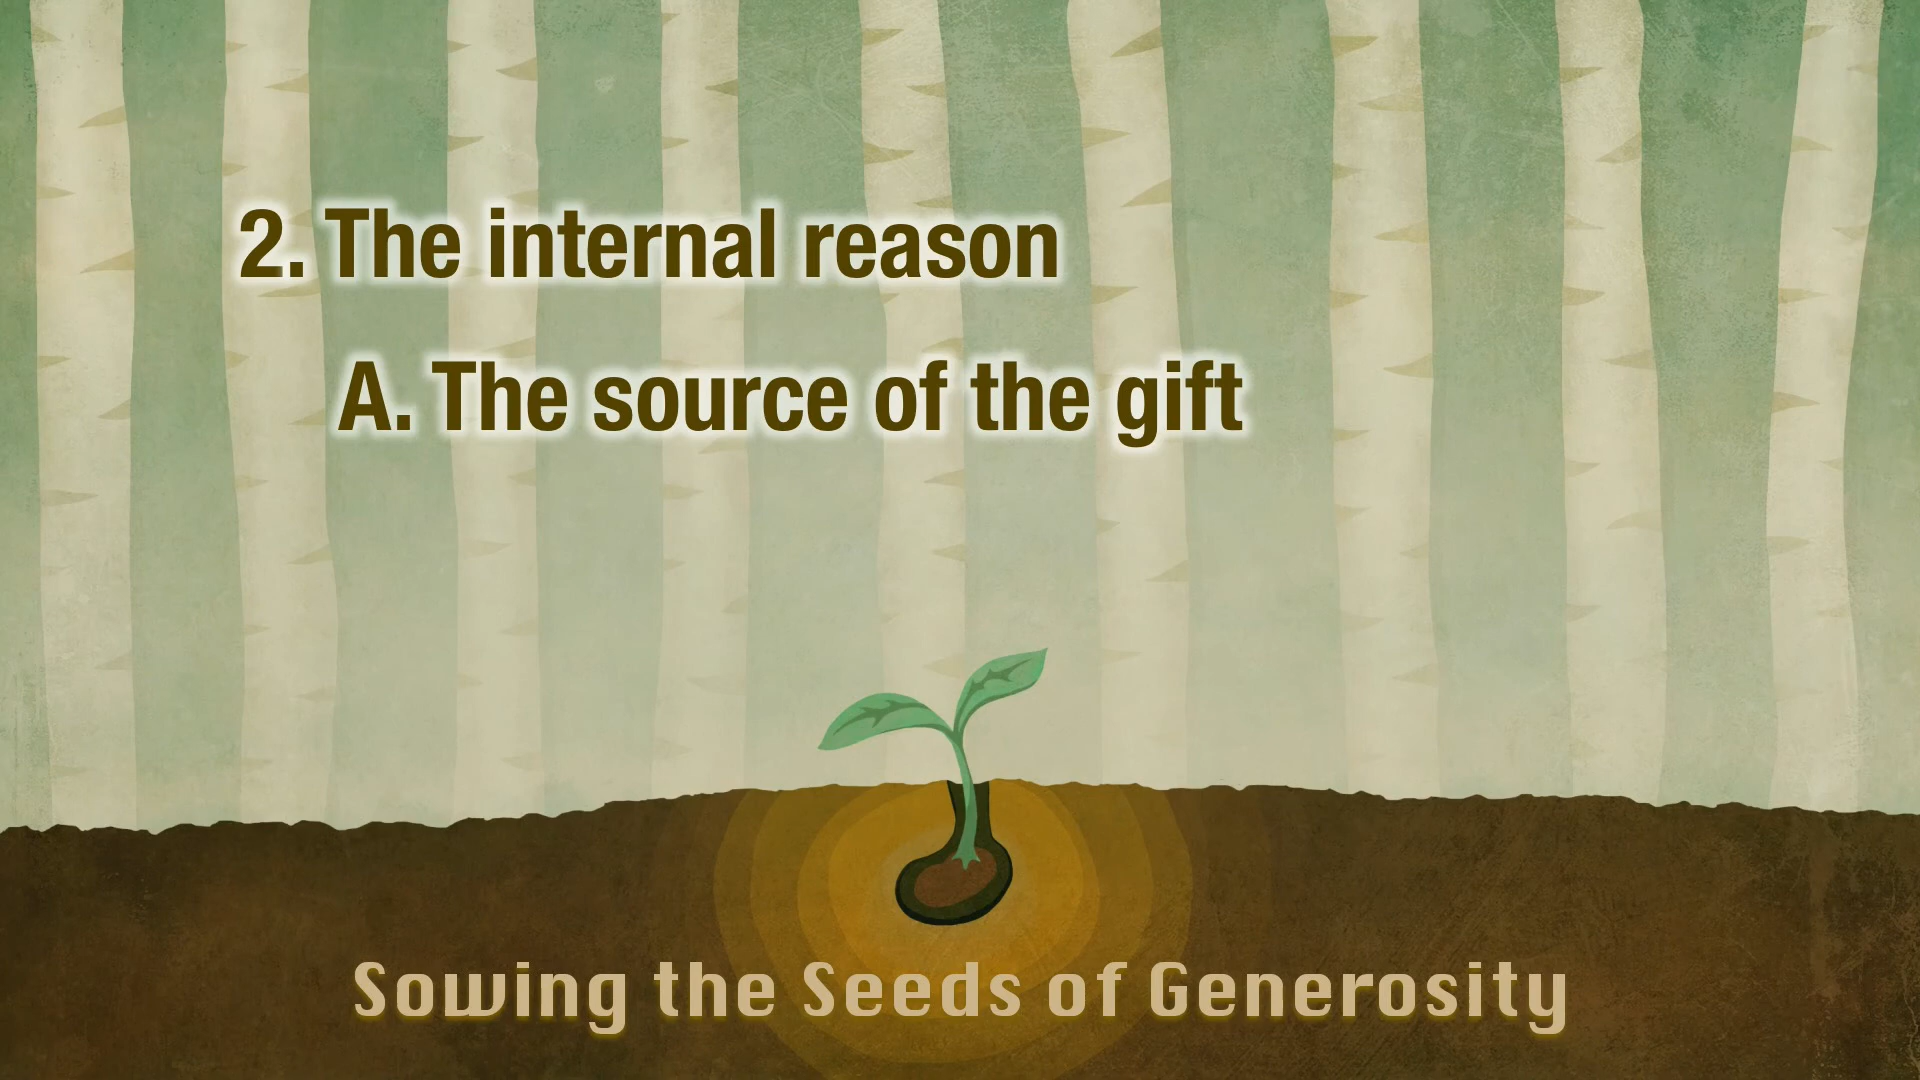 2. The internal reason
A. The source of the gift
Sowing the Seeds of Generosity